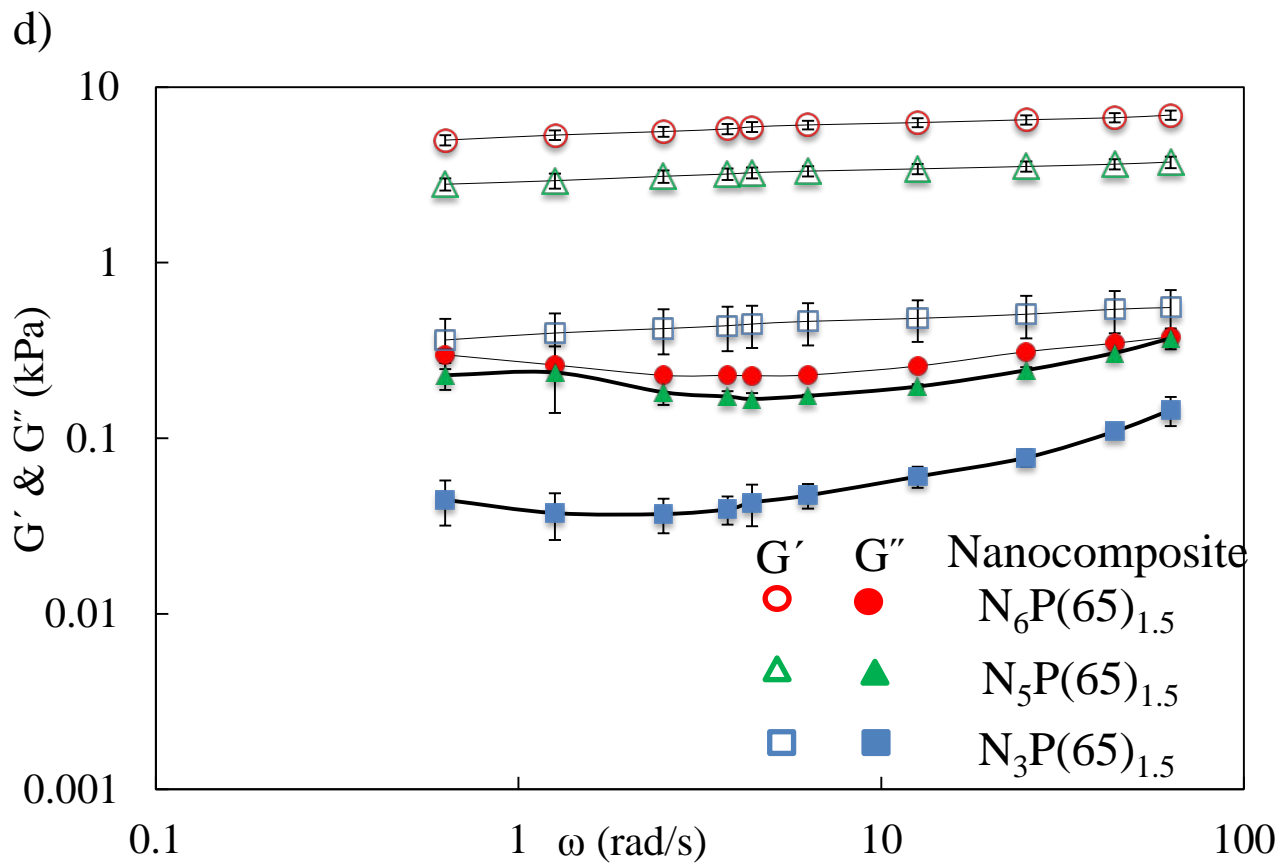 d)
G´ & G˝ (kPa)
10
1
0.1
0.01
0.001
0.1
1
10
100
ω (rad/s)
G´ G˝ Nanocomposite
N₆P(65)₁.₅
N₅P(65)₁.₅
N₃P(65)₁.₅